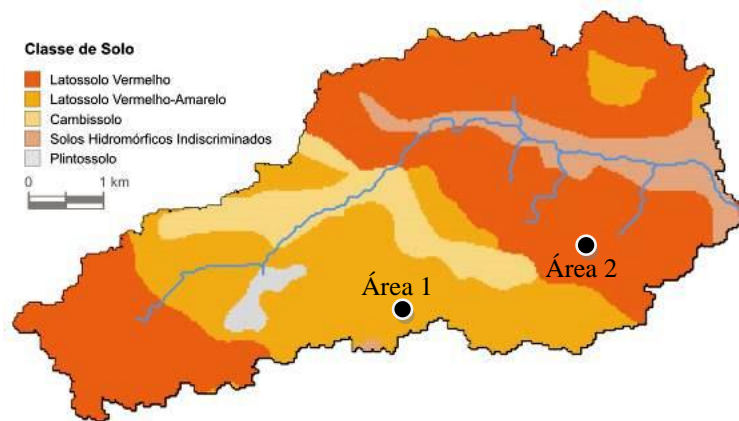 Classe de Solo
Latossolo Vermelho
Latossolo Vermelho-Amarelo
Cambissolo
Solos Hidromórficos Indiscriminados
Plintossolo
0 1 km
Área 2
Área 1